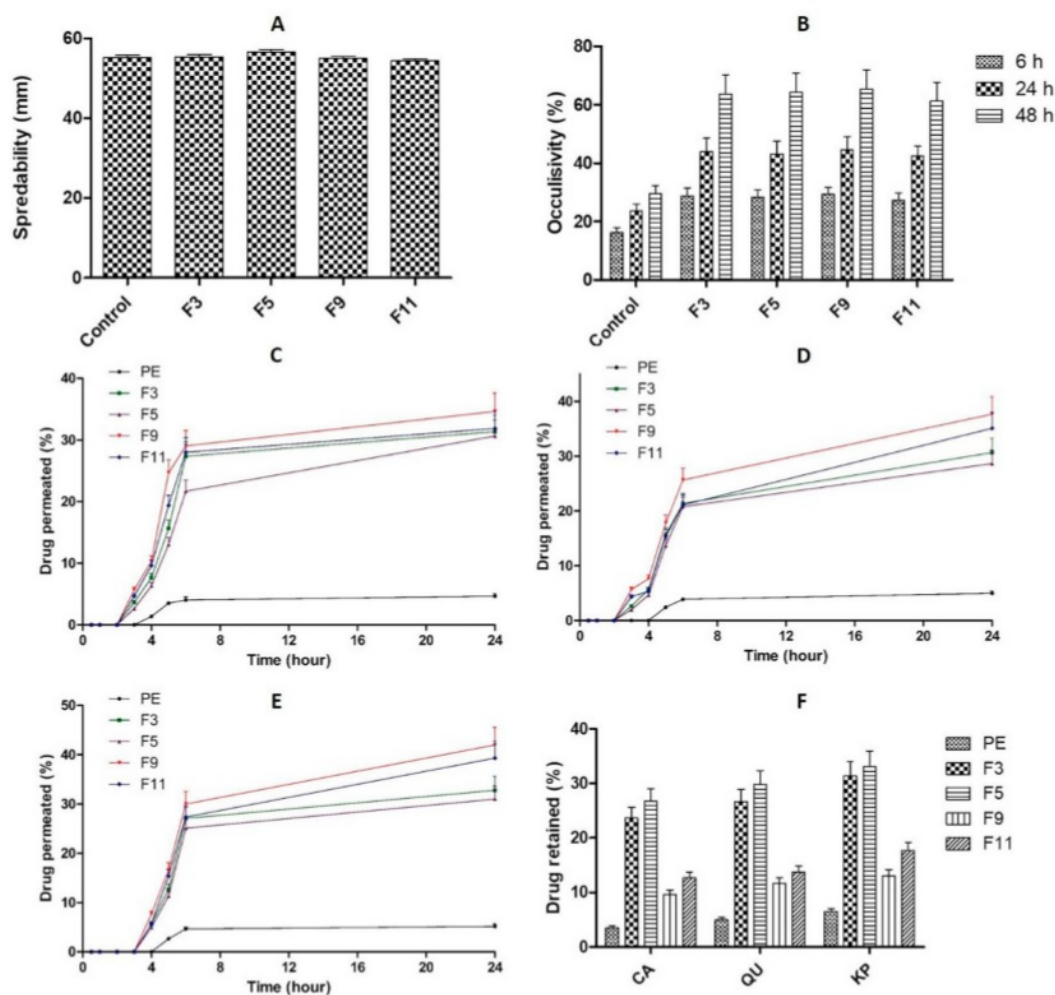 A
Spredability (mm)
60
40
20
0
Control
F3
F5
F9
F11
B
Occulisivity (%)
80
60
40
20
0
Control
F3
F5
F9
F11
6 h
24 h
48 h
C
PE
F3
F5
F9
F11
Drug permeated (%)
40
30
20
10
0
0 4 8 12 16 20 24
Time (hour)
D
PE
F3
F5
F9
F11
Drug permeated (%)
40
30
20
10
0
0 4 8 12 16 20 24
Time (hour)
E
PE
F3
F5
F9
F11
Drug permeated (%)
50
40
30
20
10
0
0 4 8 12 16 20 24
Time (hour)
F
Drug retained (%)
40
30
20
10
0
CA
QU
KP
PE
F3
F5
F9
F11